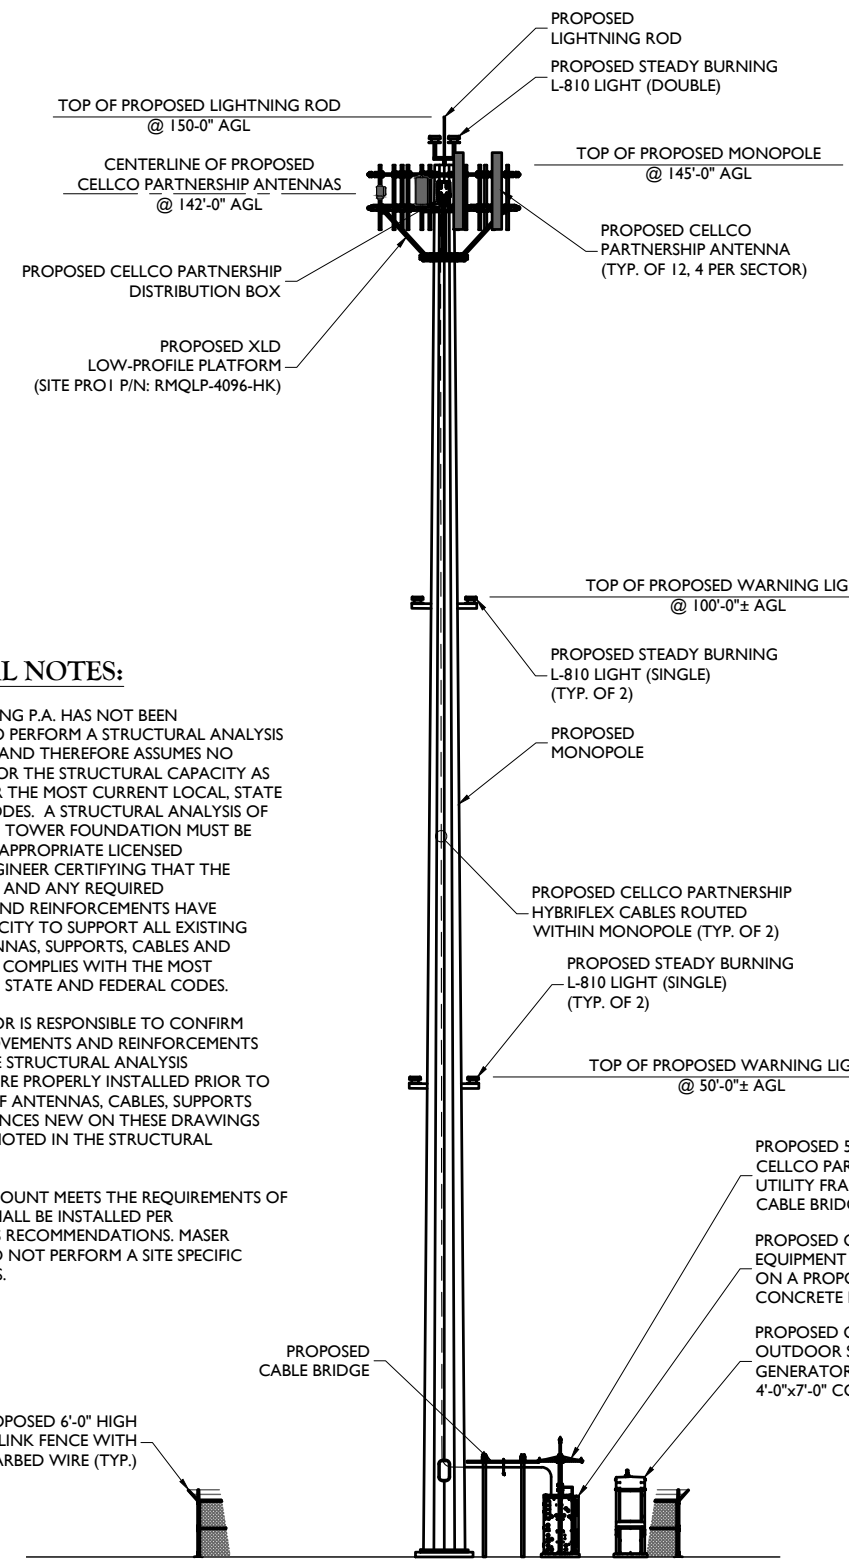 PROPOSED
LIGHTNING ROD
PROPOSED STEADY BURNING
L-810 LIGHT (DOUBLE)
TOP OF PROPOSED LIGHTNING ROD
@ 150-0" AGL
CENTERLINE OF PROPOSED
CELLCO PARTNERSHIP ANTENNAS
@ 142'-0" AGL
TOP OF PROPOSED MONOPOLE
@ 145'-0" AGL
PROPOSED CELLCO
PARTNERSHIP ANTENNA
(TYP. OF 12, 4 PER SECTOR)
PROPOSED CELLCO PARTNERSHIP
DISTRIBUTION BOX
PROPOSED XLD
LOW-PROFILE PLATFORM
(SITE PRO1 P/N: RMQLP-4096-HK)
TOP OF PROPOSED WARNING LIG
@ 100'-0"± AGL
PROPOSED STEADY BURNING
L-810 LIGHT (SINGLE)
(TYP. OF 2)
PROPOSED
MONOPOLE
PROPOSED CELLCO PARTNERSHIP
HYBRIFLEX CABLES ROUTED
WITHIN MONOPOLE (TYP. OF 2)
PROPOSED STEADY BURNING
L-810 LIGHT (SINGLE)
(TYP. OF 2)
TOP OF PROPOSED WARNING LIG
@ 50'-0"± AGL
AL NOTES:
NG P.A. HAS NOT BEEN
O PERFORM A STRUCTURAL ANALYSIS
AND THEREFORE ASSUMES NO
OR THE STRUCTURAL CAPACITY AS
R THE MOST CURRENT LOCAL, STATE
ODES. A STRUCTURAL ANALYSIS OF
TOWER FOUNDATION MUST BE
APPROPRIATE LICENSED
GINEER CERTIFYING THAT THE
AND ANY REQUIRED
ND REINFORCEMENTS HAVE
CITY TO SUPPORT ALL EXISTING
NNAS, SUPPORTS, CABLES AND
COMPLIES WITH THE MOST
STATE AND FEDERAL CODES.
OR IS RESPONSIBLE TO CONFIRM
OVEMENTS AND REINFORCEMENTS
E STRUCTURAL ANALYSIS
RE PROPERLY INSTALLED PRIOR TO
F ANTENNAS, CABLES, SUPPORTS
NCES NEW ON THESE DRAWINGS
NOTED IN THE STRUCTURAL
OUNT MEETS THE REQUIREMENTS OF
HALL BE INSTALLED PER
S RECOMMENDATIONS. MASER
D NOT PERFORM A SITE SPECIFIC
S.
PROPOSED 5
CELLCO PAR
UTILITY FRA
CABLE BRIDG
PROPOSED C
EQUIPMENT
ON A PROPO
CONCRETE
PROPOSED C
OUTDOOR S
GENERATOR
4'-0"x7'-0" CO
PROPOSED
CABLE BRIDGE
OPOSED 6'-0" HIGH
LINK FENCE WITH
ARBED WIRE (TYP.)